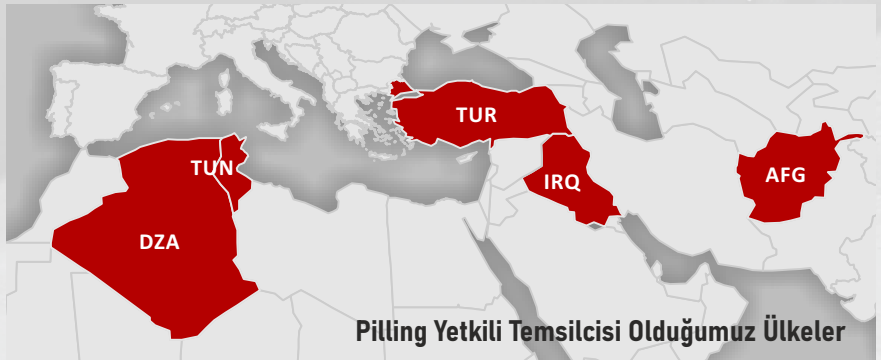 TUR
TUN
IRQ
AFG
DZA
Pilling Yetkili Temsilcisi Olduğumuz Ülkeler